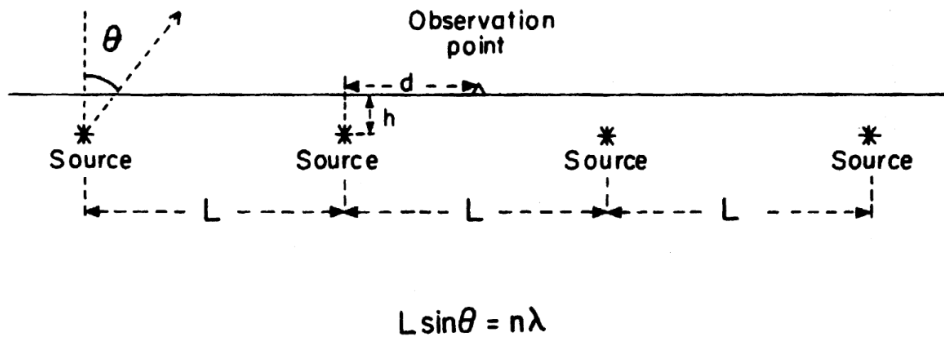 θ
Observation
point
d
h
Source
Source
Source
Source
L
L
L
L sinθ = nλ